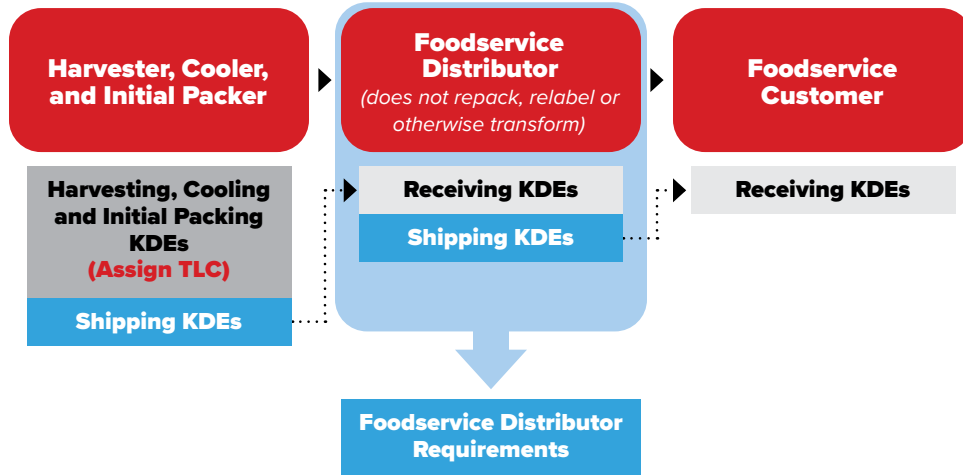 Harvester, Cooler,
and Initial Packer
Foodservice
Distributor
(does not repack, relabel or
otherwise transform)
Foodservice
Customer
Harvesting, Cooling
and Initial Packing
KDEs
(Assign TLC)
Shipping KDEs
Receiving KDEs
Shipping KDEs
Receiving KDEs
Foodservice Distributor
Requirements